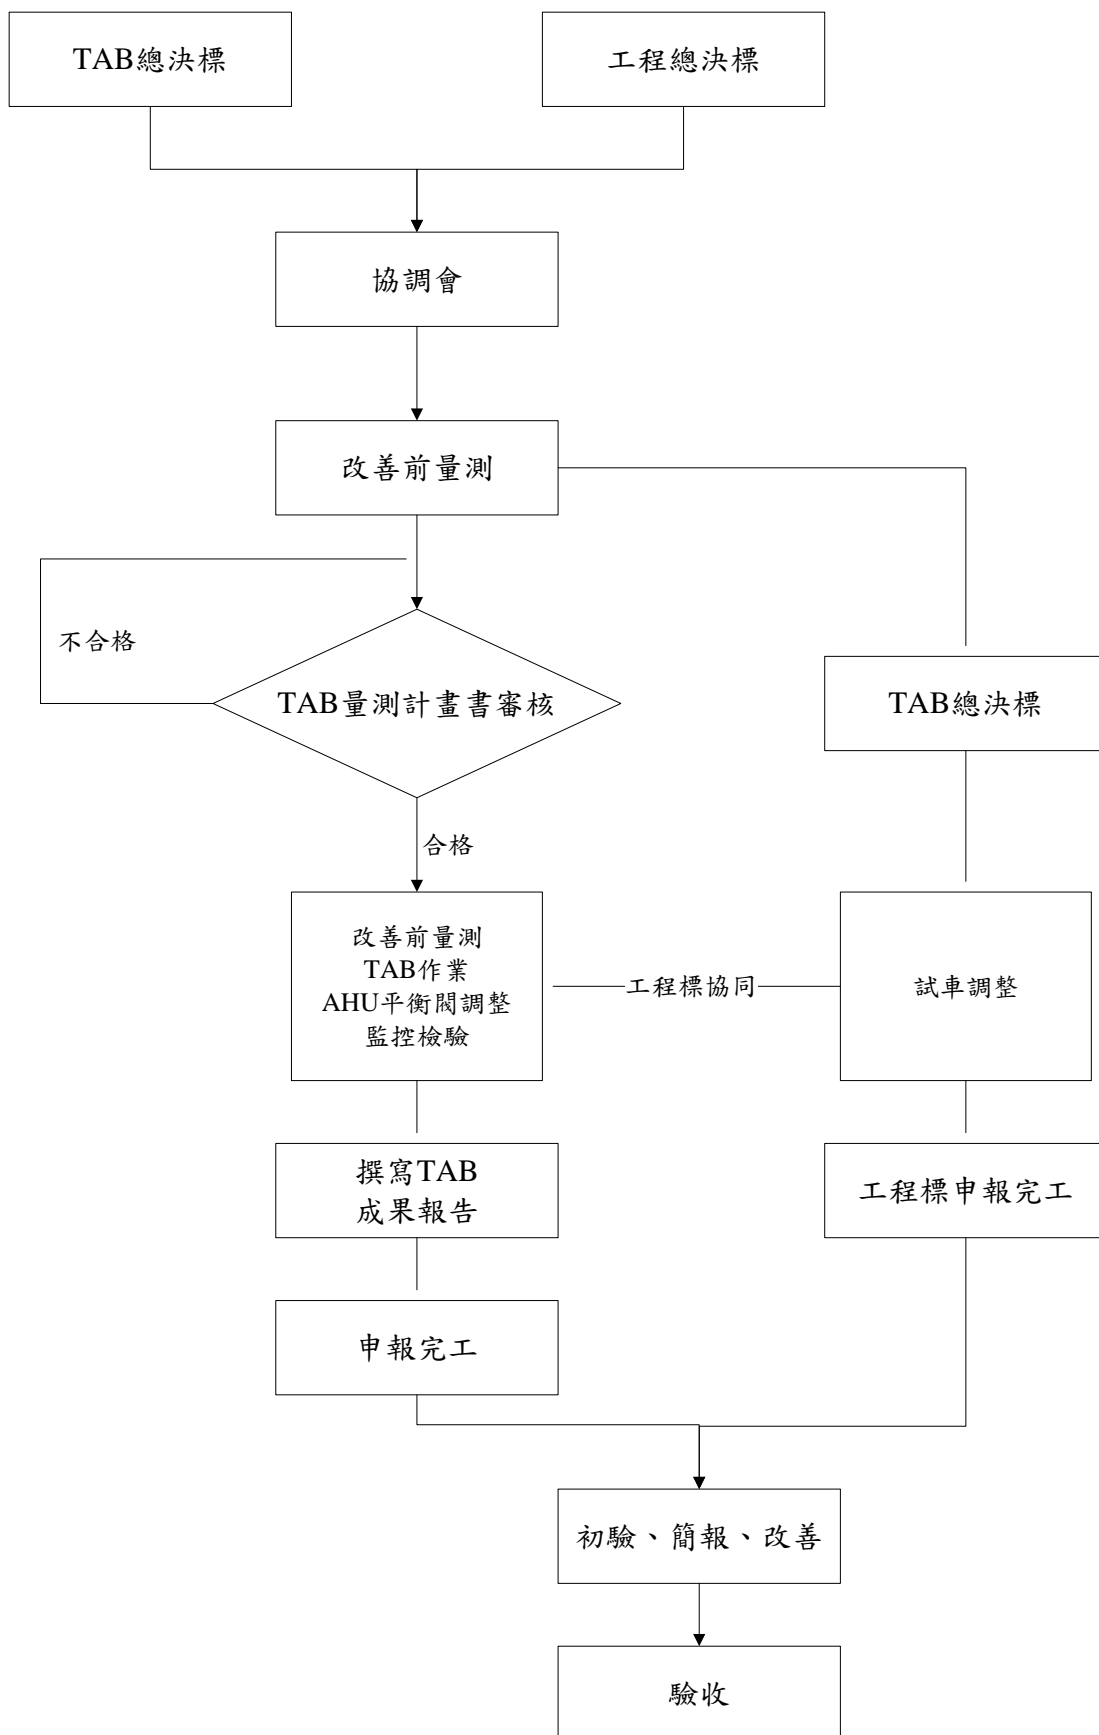 TAB總決標
工程總決標
協調會
改善前量測
不合格
TAB量測計畫書審核
TAB總決標
合格
改善前量測
TAB作業
AHU平衡閥調整
監控檢驗
工程標協同
試車調整
撰寫TAB
成果報告
工程標申報完工
申報完工
初驗、簡報、改善
驗收